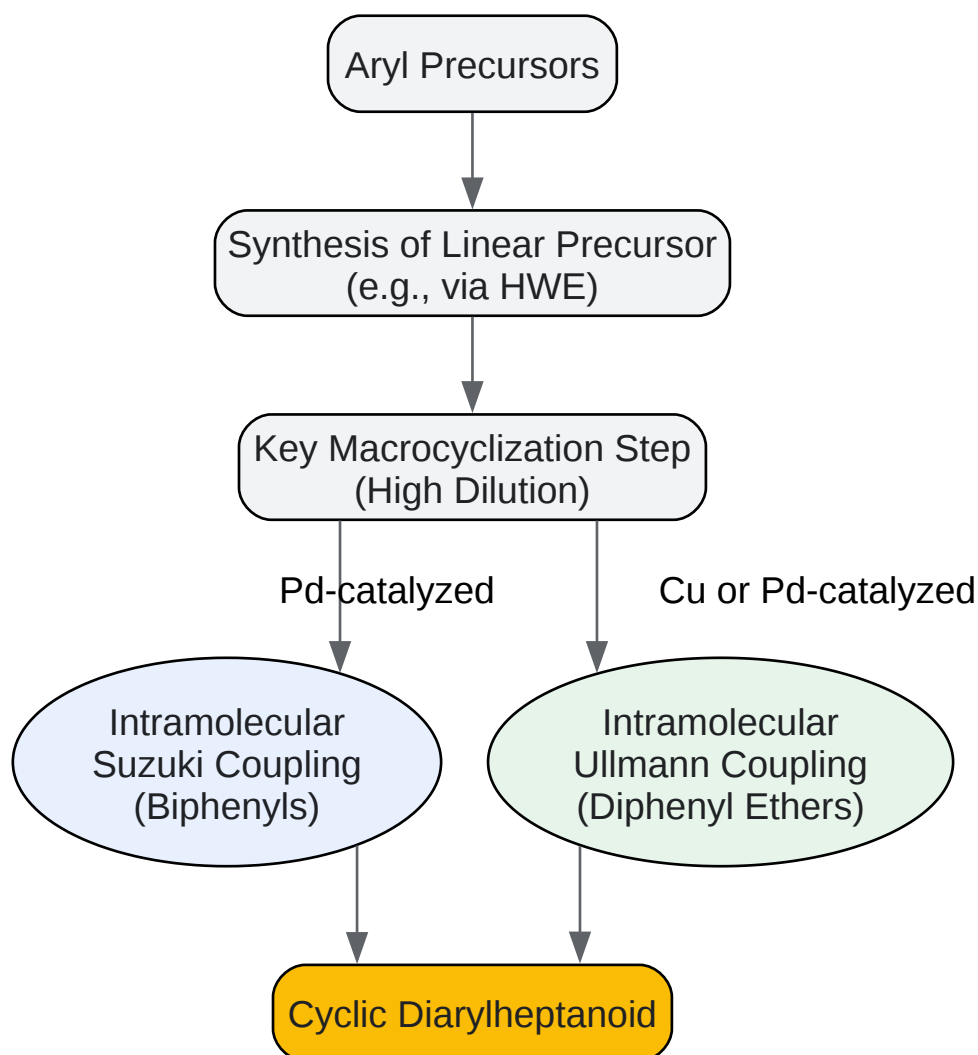 Aryl Precursors
Synthesis of Linear Precursor
(e.g., via HWE)
Key Macrocyclization Step
(High Dilution)
Pd-catalyzed
Cu or Pd-catalyzed
Intramolecular
Suzuki Coupling
(Biphenyls)
Intramolecular
Ullmann Coupling
(Diphenyl Ethers)
Cyclic Diarylheptanoid